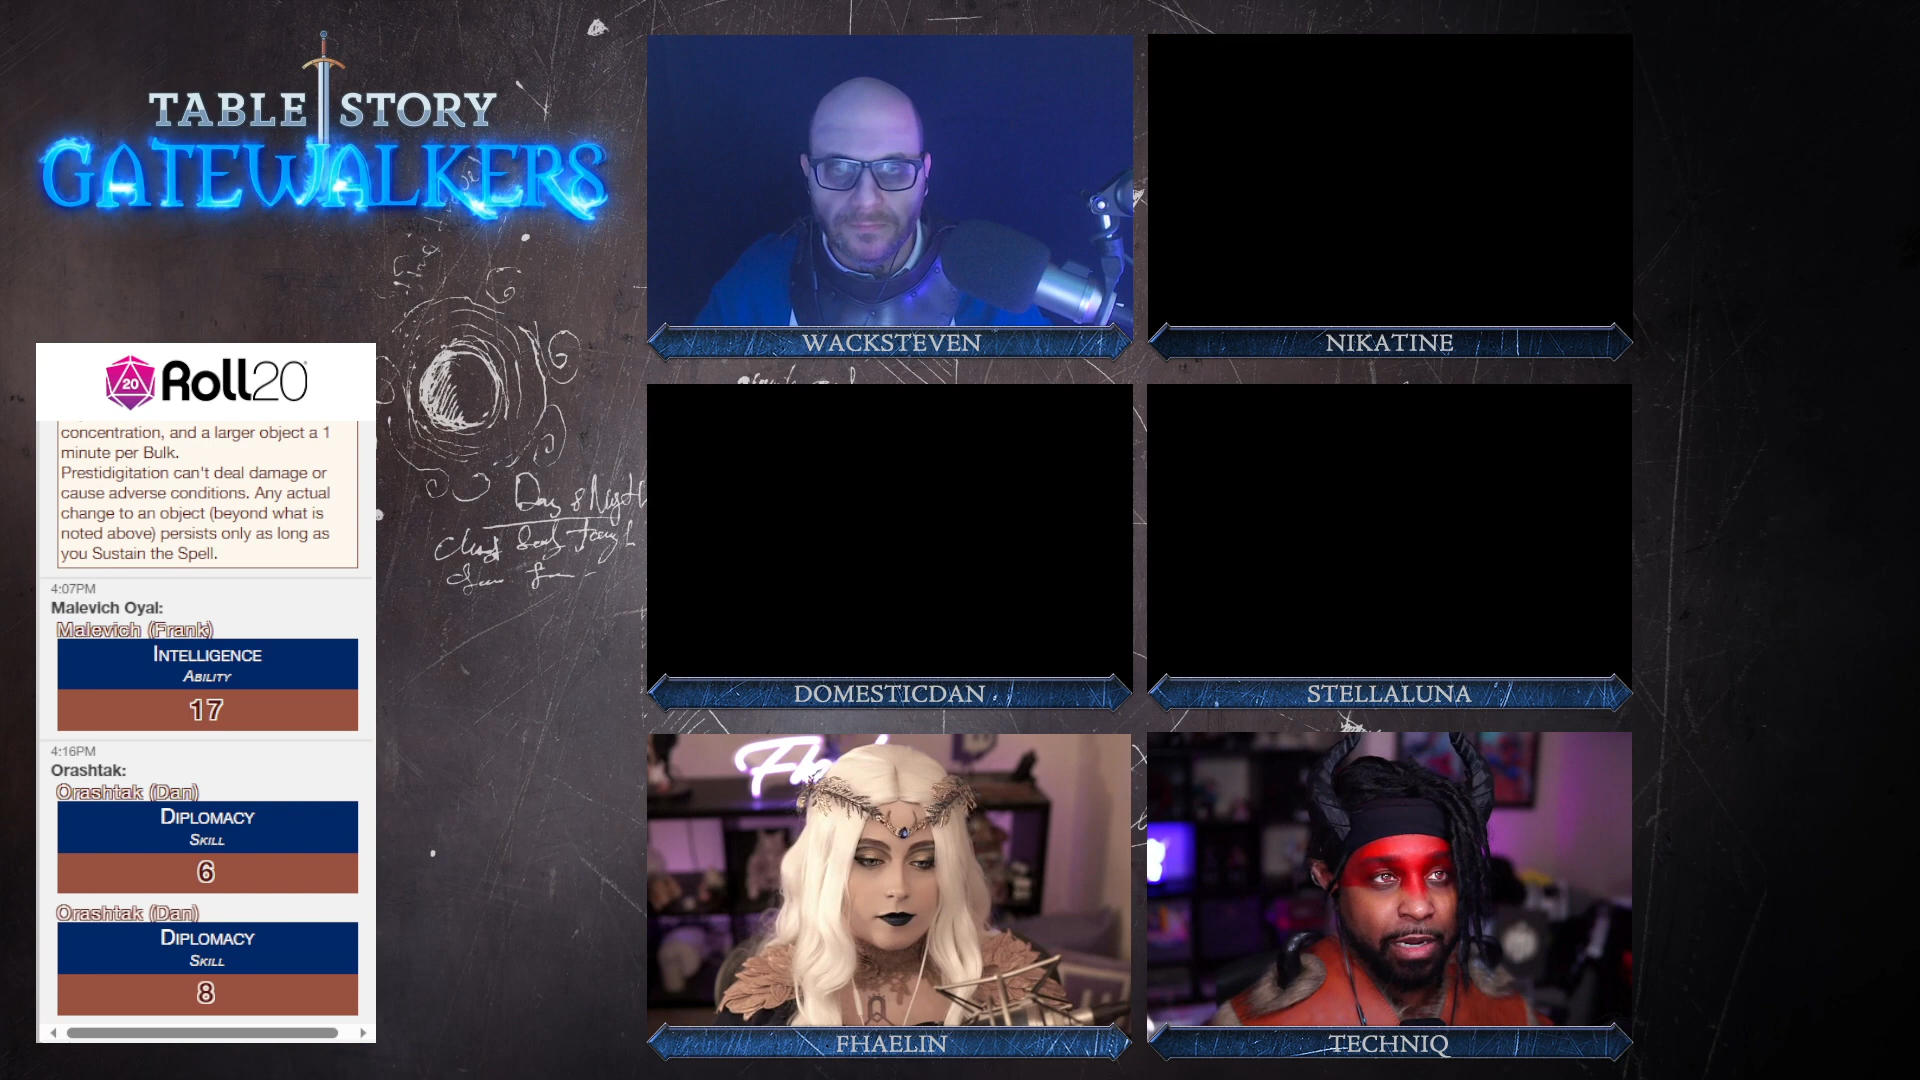 TABLE STORY
GATEWALKERS
20 Roll20
concentration, and a larger object a 1
minute per Bulk.
Prestidigitation can't deal damage or
cause adverse conditions. Any actual
change to an object (beyond what is
noted above) persists only as long as
you Sustain the Spell.
4:07PM
Malevich Oyal:
Malevich (Frank)
INTELLIGENCE
ABILITY
17
4:16PM
Orashtak:
Orashtak (Dan)
DIPLOMACY
SKILL
6
Orashtak (Dan)
DIPLOMACY
SKILL
8
Day & Night
WACKSTEVEN
NIKATINE
DOMESTICDAN
STELLALUNA
FHAELIN
TECHNIQ